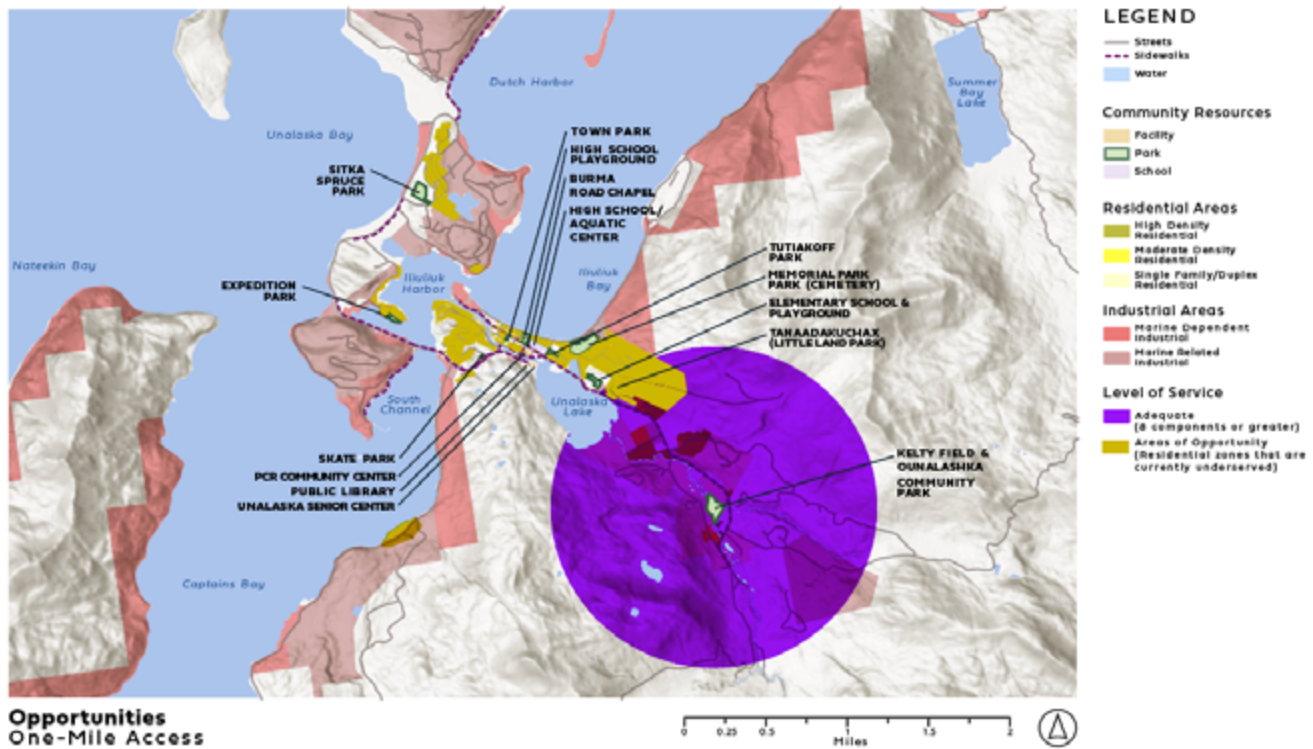 Dutch Harbor
Unalaska Bay
Summer
Bay
Lake
TOWN PARK
HIGH SCHOOL
PLAYGROUND
BURMA
ROAD CHAPEL
HIGH SCHOOL/
AQUATIC
CENTER
SITKA
SPRUCE
PARK
Nateekin Bay
Iliuliuk
Harbor
Iliuliuk
Bay
EXPEDITION
PARK
TUTIAKOFF
PARK
MEMORIAL PARK
PARK (CEMETERY)
ELEMENTARY SCHOOL &
PLAYGROUND
TANAADAKUCHAX
(LITTLE LAND PARK)
South
Channel
Unalaska
Lake
SKATE PARK
PCR COMMUNITY CENTER
PUBLIC LIBRARY
UNALASKA SENIOR CENTER
KELTY FIELD &
OUNALASHKA
COMMUNITY
PARK
Captains Bay
LEGEND
Streets
Sidewalks
Water
Community Resources
Facility
Park
School
Residential Areas
High Density
Residential
Moderate Density
Residential
Single Family/Duplex
Residential
Industrial Areas
Marine Dependent
Industrial
Marine Related
Industrial
Level of Service
Adequate
(8 components or greater)
Areas of Opportunity
(Residential zones that are
currently underserved)
Opportunities
One-Mile Access
0 0.25 0.5 1 1.5 2
Miles